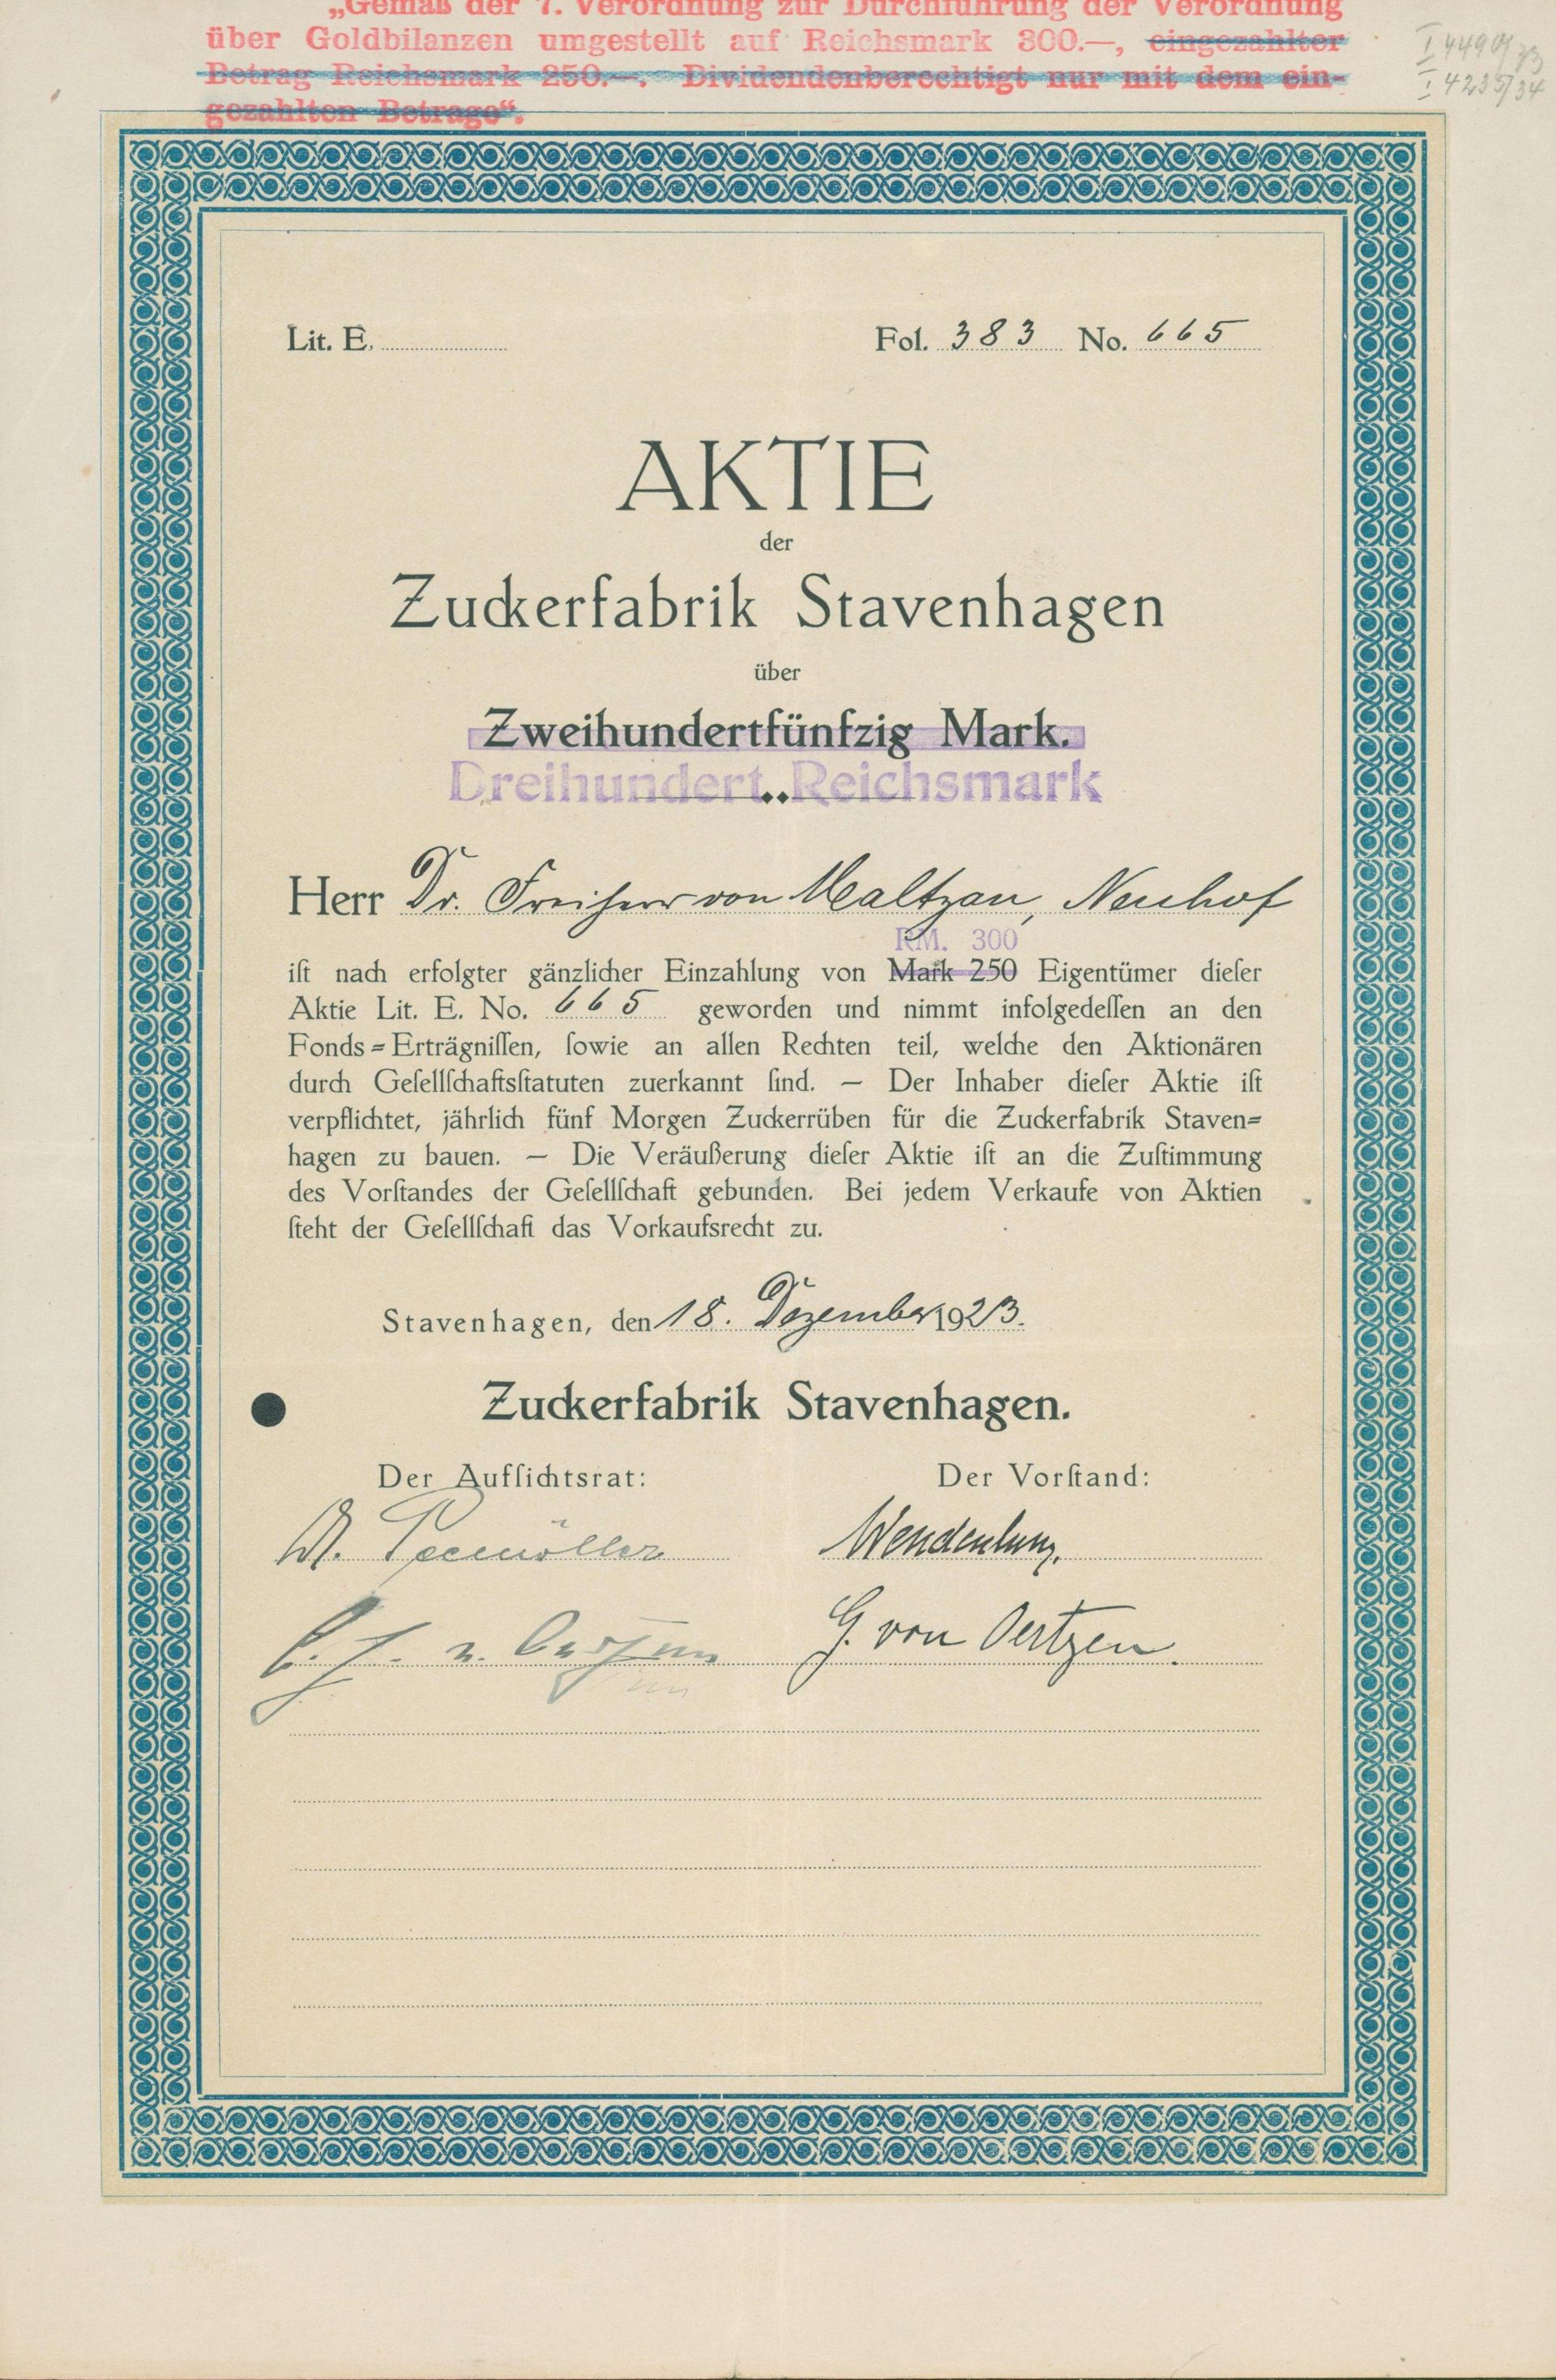 „Gemäß der 7. Verordnung zur Durchführung der Verordnung
über Goldbilanzen umgestellt auf Reichsmark 300.—, eingezahlter
Betrag Reichsmark 250.—. Dividendenberechtigt nur mit dem ein-
gezahlten Betrage“.
I 4490/33
I 4235/34
Lit. E.
Fol. 383 No. 665
AKTIE
der
Zuckerfabrik Stavenhagen
über
Zweihundertfünfzig Mark.
Dreihundert Reichsmark
Herr Dr. Freiherr von Maltzan, Neuhof
RM. 300
iſt nach erfolgter gänzlicher Einzahlung von Mark 250 Eigentümer dieſer
Aktie Lit. E. No. 665 geworden und nimmt infolgedeſſen an den
Fonds=Erträgniſſen, ſowie an allen Rechten teil, welche den Aktionären
durch Geſellſchaftsſtatuten zuerkannt ſind. — Der Inhaber dieſer Aktie iſt
verpflichtet, jährlich fünf Morgen Zuckerrüben für die Zuckerfabrik Staven=
hagen zu bauen. — Die Veräußerung dieſer Aktie iſt an die Zuſtimmung
des Vorſtandes der Geſellſchaft gebunden. Bei jedem Verkaufe von Aktien
ſteht der Geſellſchaft das Vorkaufsrecht zu.
Stavenhagen, den 18. Dezember 1923.
Zuckerfabrik Stavenhagen.
Der Aufſichtsrat:
Der Vorſtand:
G. von Oertzen.